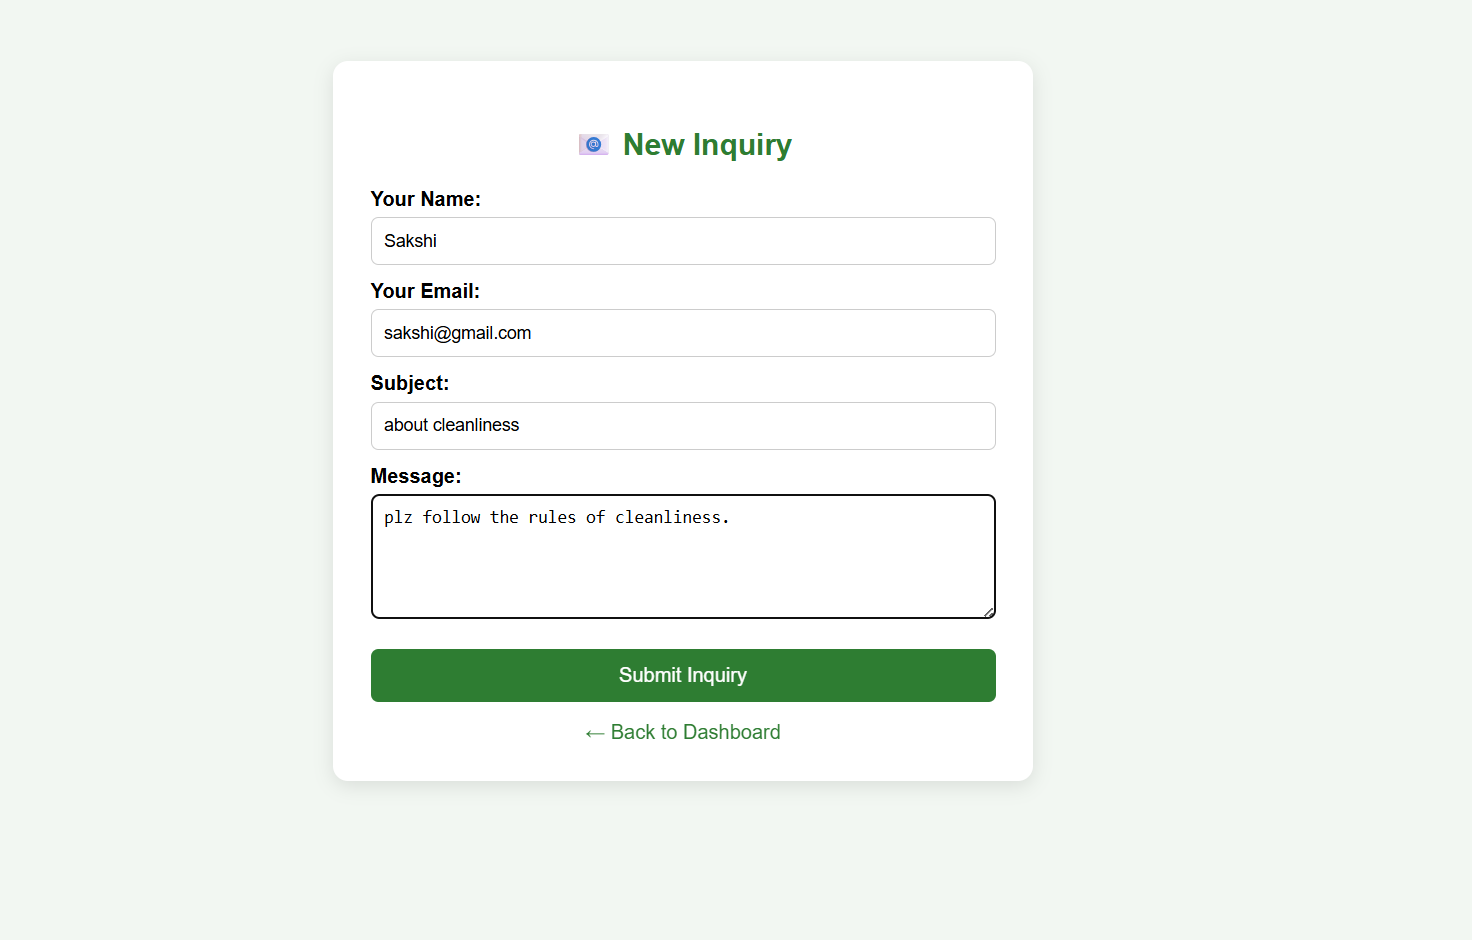 New Inquiry
Your Name:
Sakshi
Your Email:
sakshi@gmail.com
Subject:
about cleanliness
Message:
plz follow the rules of cleanliness.
Submit Inquiry
← Back to Dashboard